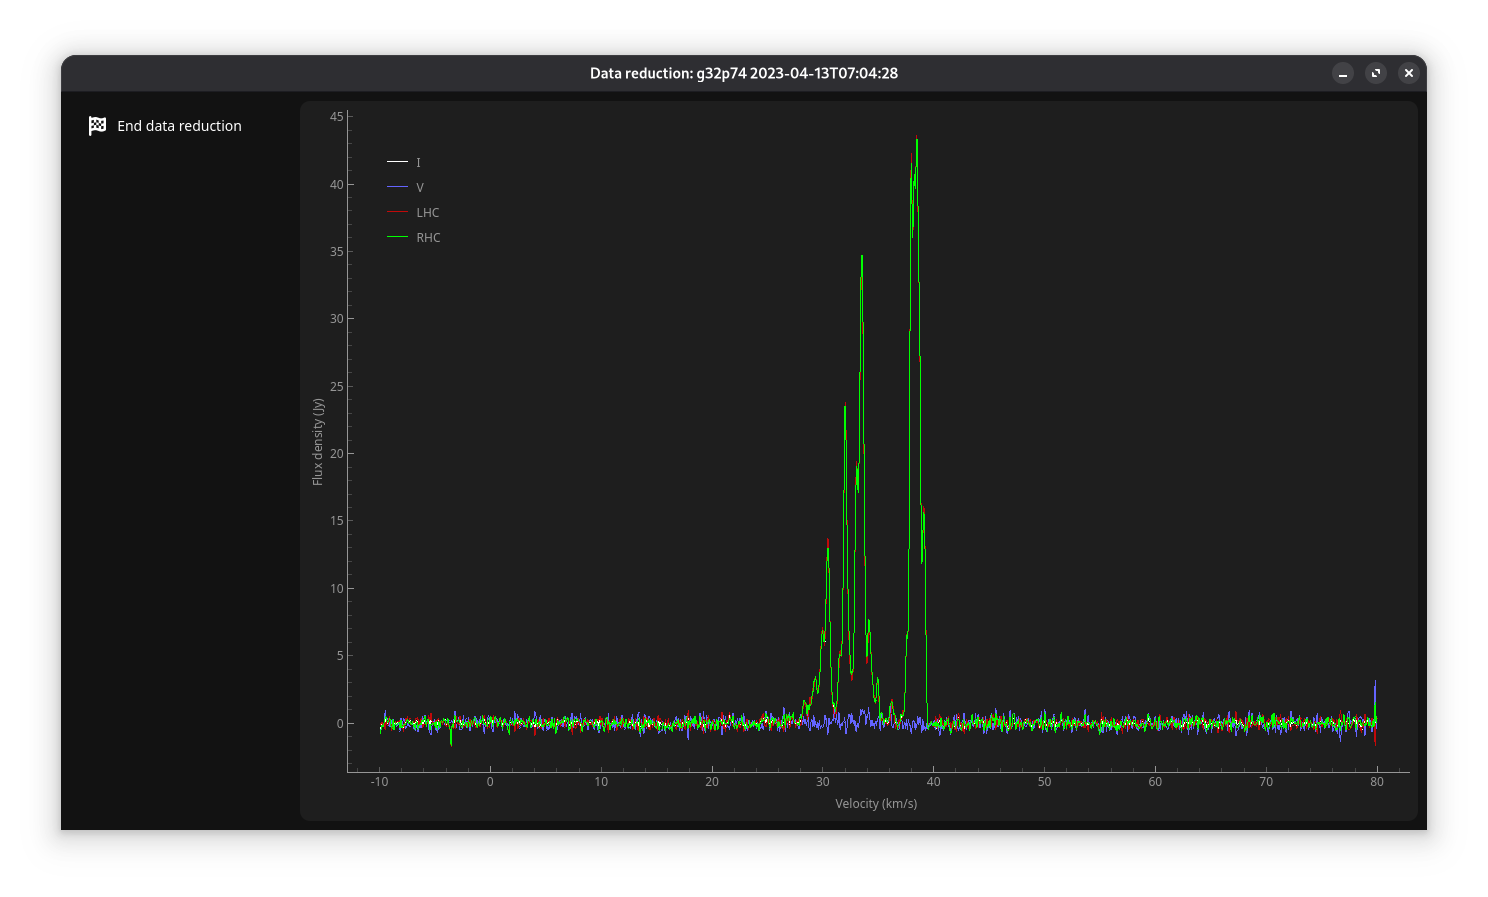 Data reduction: g32p74 2023-04-13T07:04:28
End data reduction
45
40
35
30
25
20
15
10
5
0
Flux density (Jy)
I
V
LHC
RHC
-10 0 10 20 30 40 50 60 70 80
Velocity (km/s)